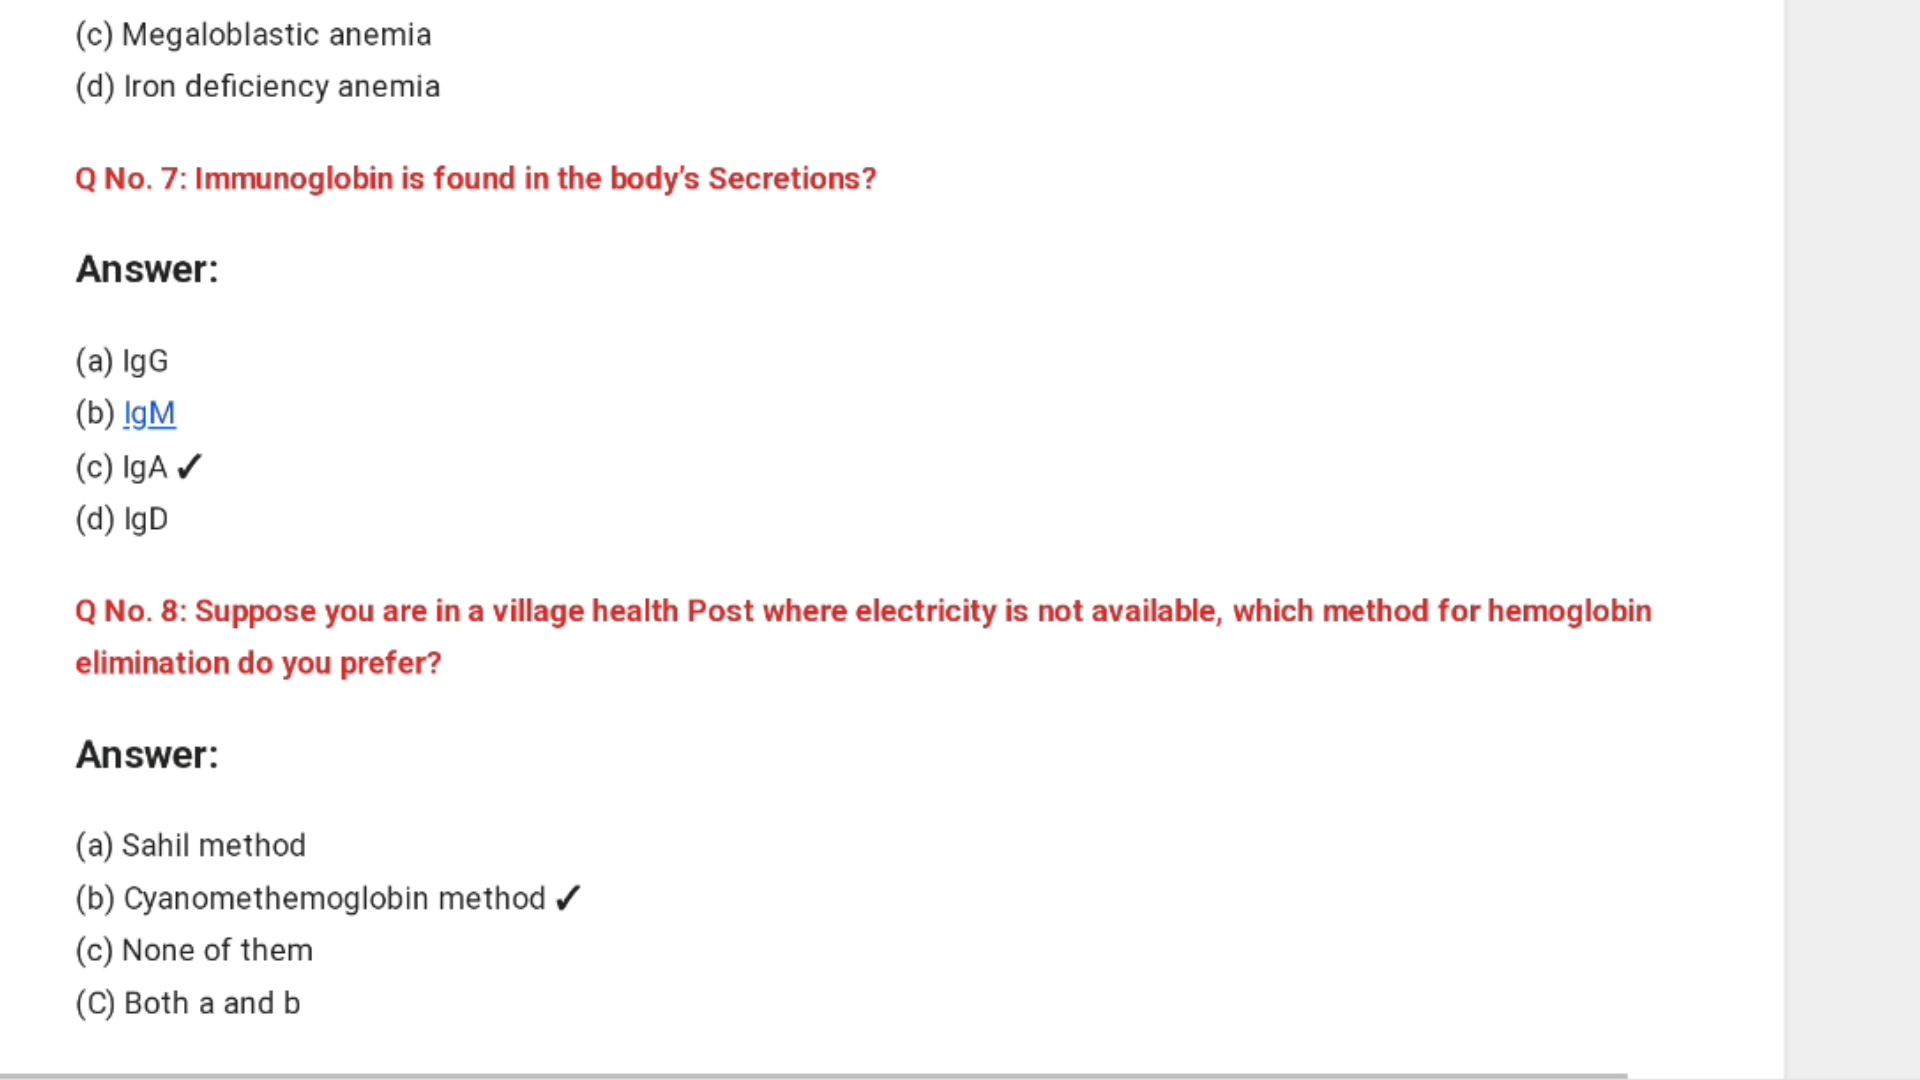 (c) Megaloblastic anemia
(d) Iron deficiency anemia
Q No. 7: Immunoglobin is found in the body's Secretions?
Answer:
(a) IgG
(b) IgM
(c) IgA ✓
(d) IgD
Q No. 8: Suppose you are in a village health Post where electricity is not available, which method for hemoglobin
elimination do you prefer?
Answer:
(a) Sahil method
(b) Cyanomethemoglobin method ✓
(c) None of them
(C) Both a and b